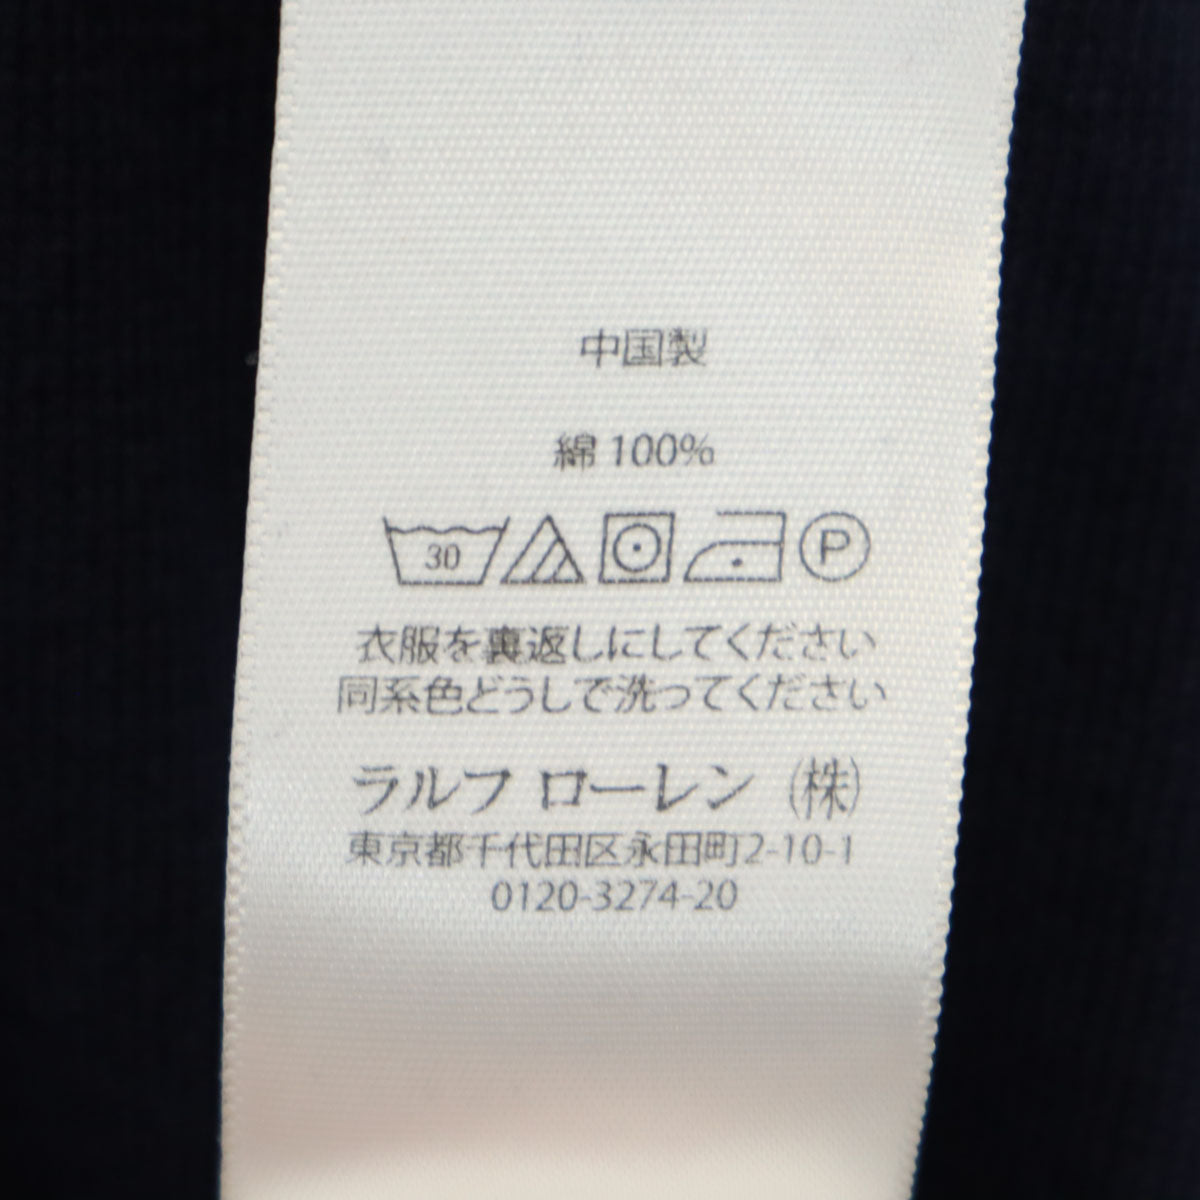 中国製
綿 100%
30 P
衣服を裏返しにしてください
同系色どうしで洗ってください
ラルフ ローレン (株)
東京都千代田区永田町2-10-1
0120-3274-20